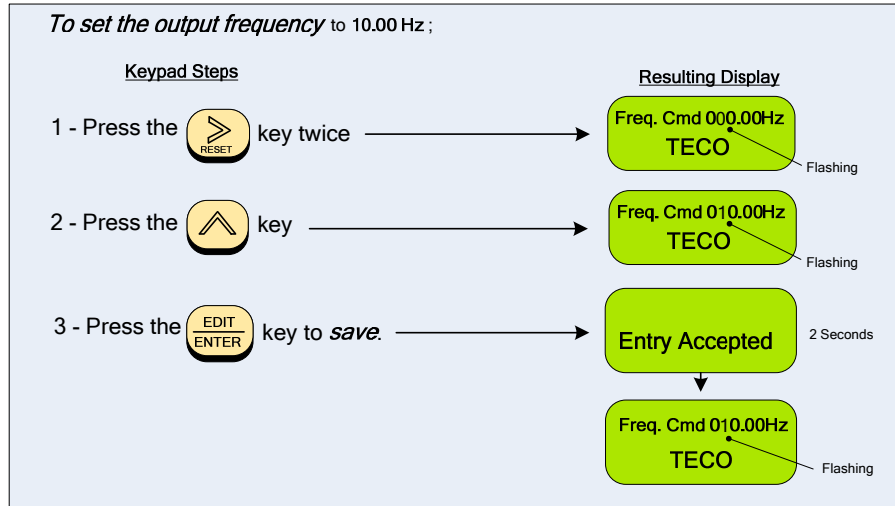 To set the output frequency to 10.00 Hz ;
Keypad Steps
Resulting Display
1 - Press the > RESET key twice
Freq. Cmd 000.00Hz
TECO
Flashing
2 - Press the key
Freq. Cmd 010.00Hz
TECO
Flashing
3 - Press the EDIT ENTER key to save.
Entry Accepted
2 Seconds
Freq. Cmd 010.00Hz
TECO
Flashing